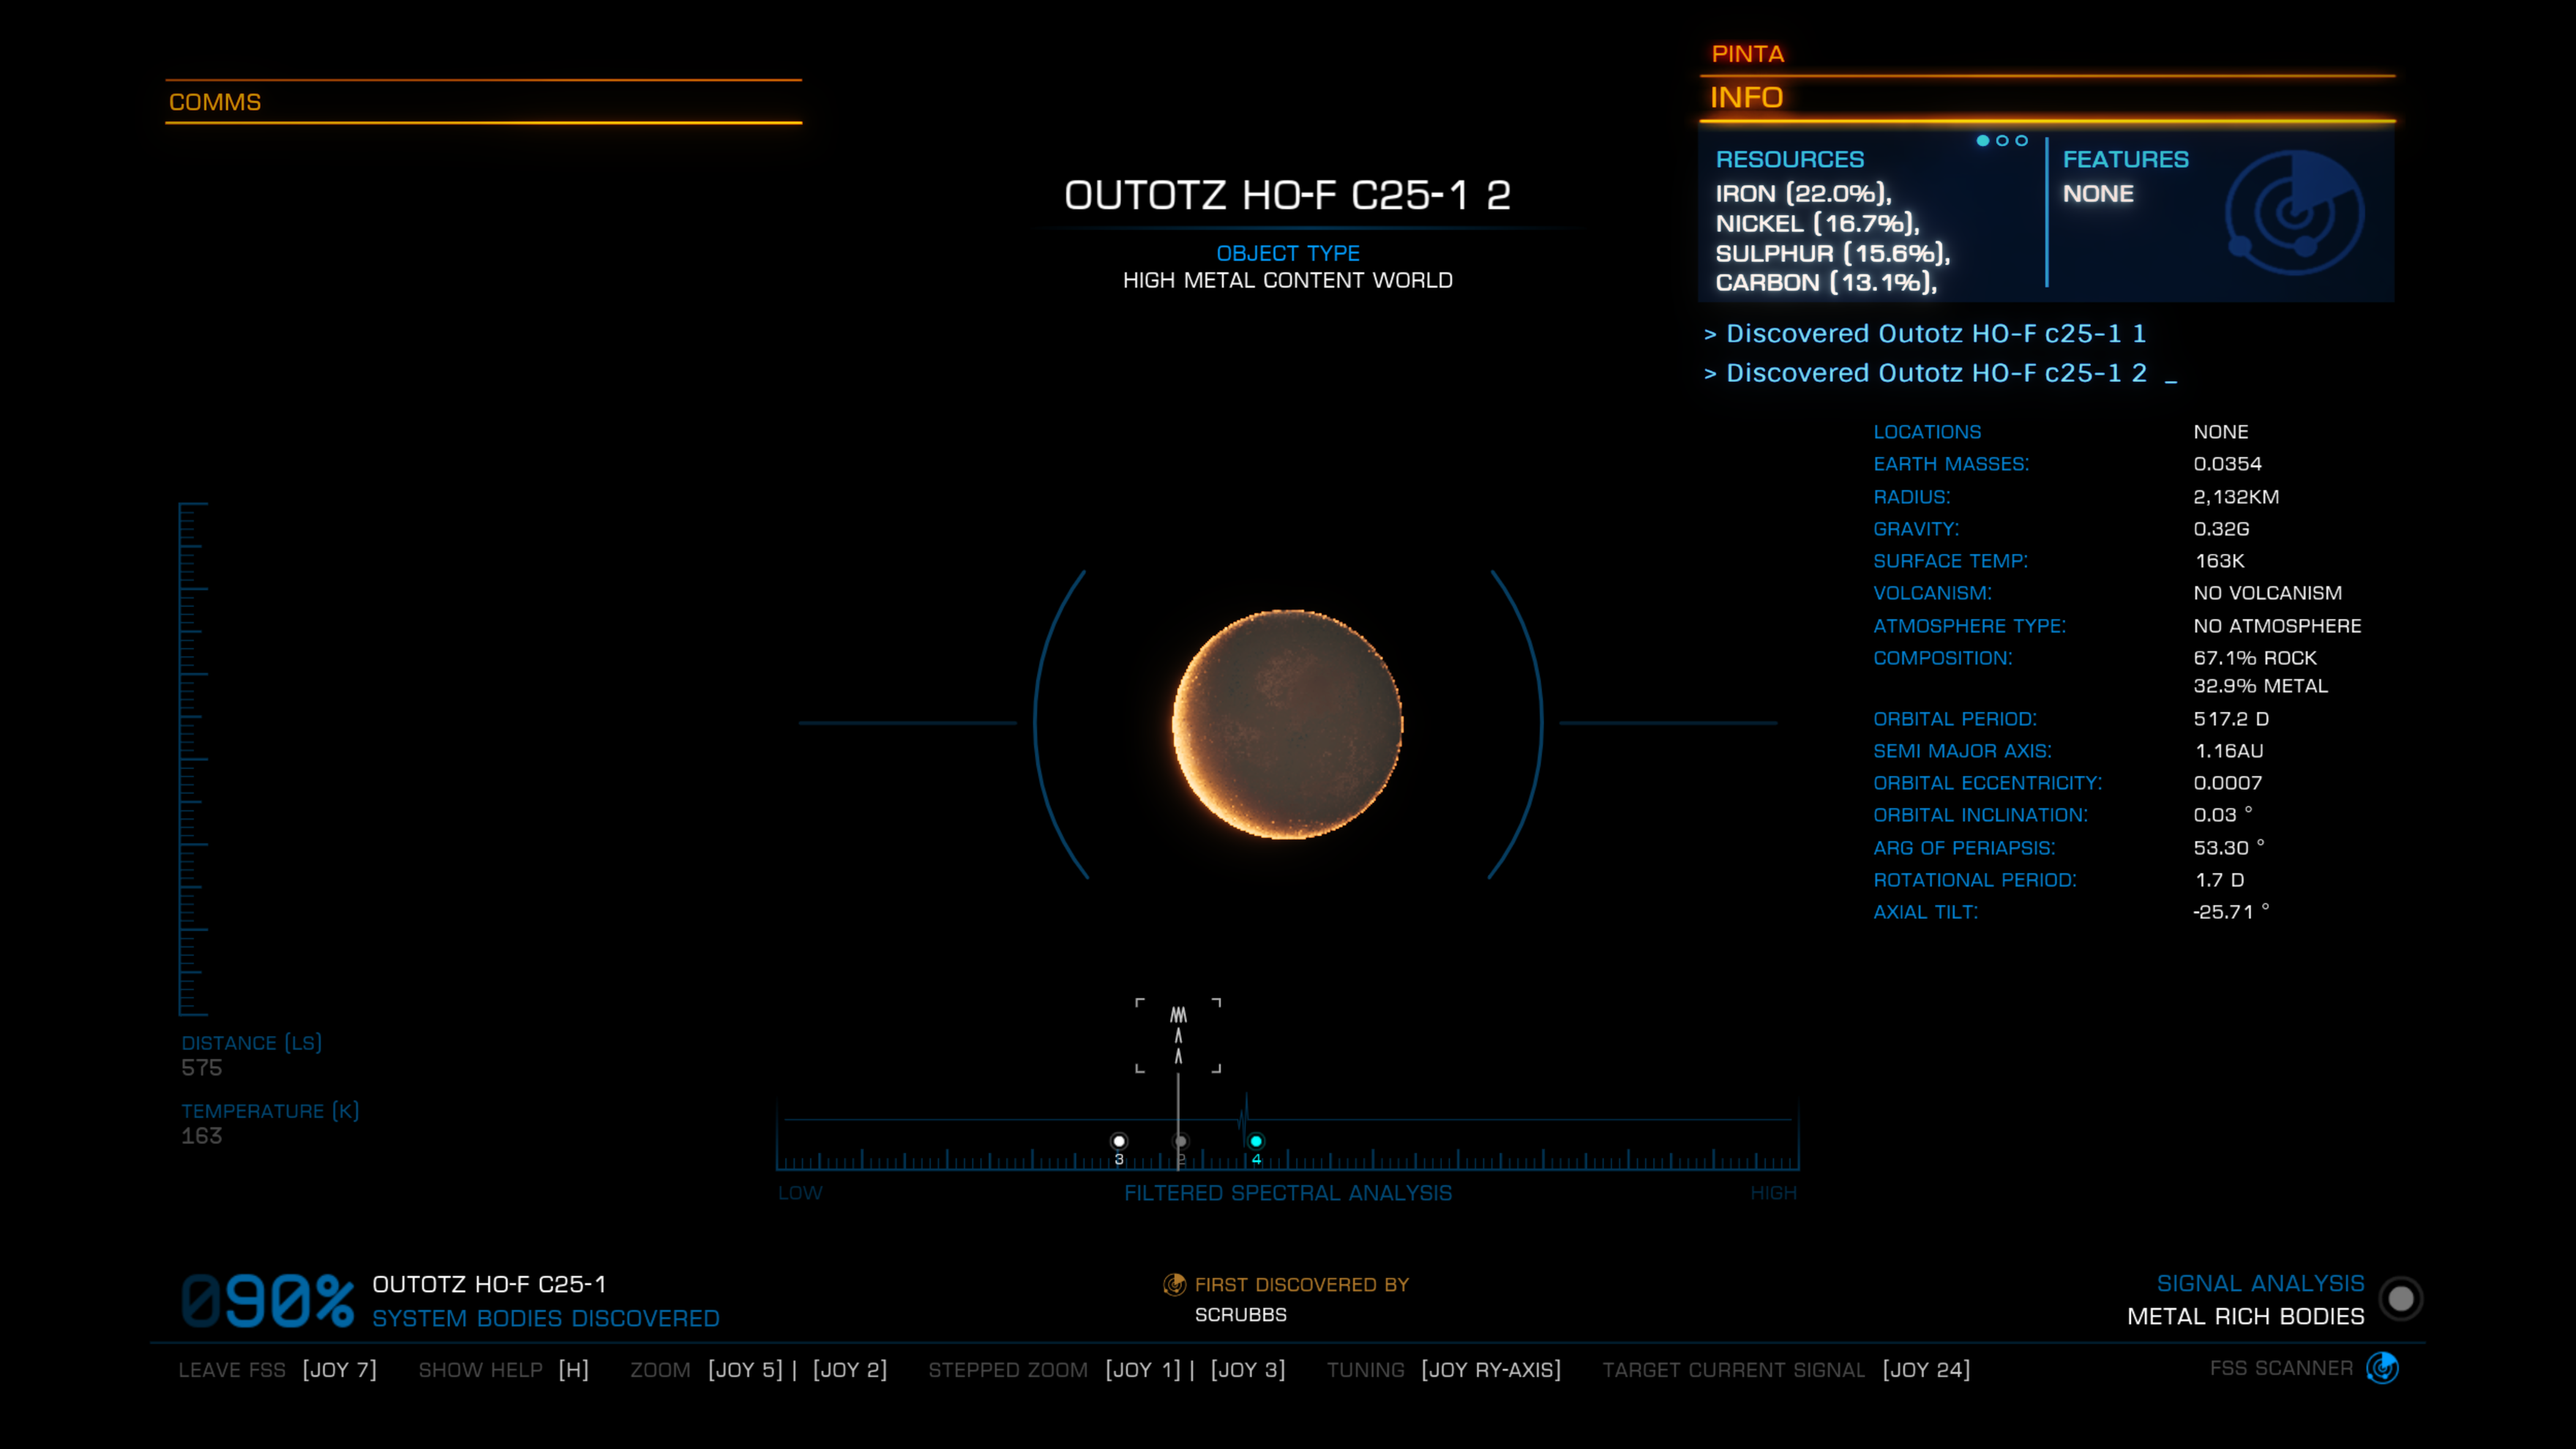 COMMS
PINTA
INFO
RESOURCES
IRON (22.0%),
NICKEL (16.7%),
SULPHUR (15.6%),
CARBON (13.1%),
FEATURES
NONE
> Discovered Outotz HO-F c25-1 1
> Discovered Outotz HO-F c25-1 2 _
OUTOTZ HO-F C25-1 2
OBJECT TYPE
HIGH METAL CONTENT WORLD
LOCATIONS NONE
EARTH MASSES: 0.0354
RADIUS: 2,132KM
GRAVITY: 0.32G
SURFACE TEMP: 163K
VOLCANISM: NO VOLCANISM
ATMOSPHERE TYPE: NO ATMOSPHERE
COMPOSITION: 67.1% ROCK
32.9% METAL
ORBITAL PERIOD: 517.2 D
SEMI MAJOR AXIS: 1.16AU
ORBITAL ECCENTRICITY: 0.0007
ORBITAL INCLINATION: 0.03 °
ARG OF PERIAPSIS: 53.30 °
ROTATIONAL PERIOD: 1.7 D
AXIAL TILT: -25.71 °
DISTANCE (LS)
575
TEMPERATURE (K)
163
3 2 4
LOW FILTERED SPECTRAL ANALYSIS HIGH
090% OUTOTZ HO-F C25-1
SYSTEM BODIES DISCOVERED
FIRST DISCOVERED BY
SCRUBBS
SIGNAL ANALYSIS
METAL RICH BODIES
LEAVE FSS [JOY 7] SHOW HELP [H] ZOOM [JOY 5] | [JOY 2] STEPPED ZOOM [JOY 1] | [JOY 3] TUNING [JOY RY-AXIS] TARGET CURRENT SIGNAL [JOY 24] FSS SCANNER